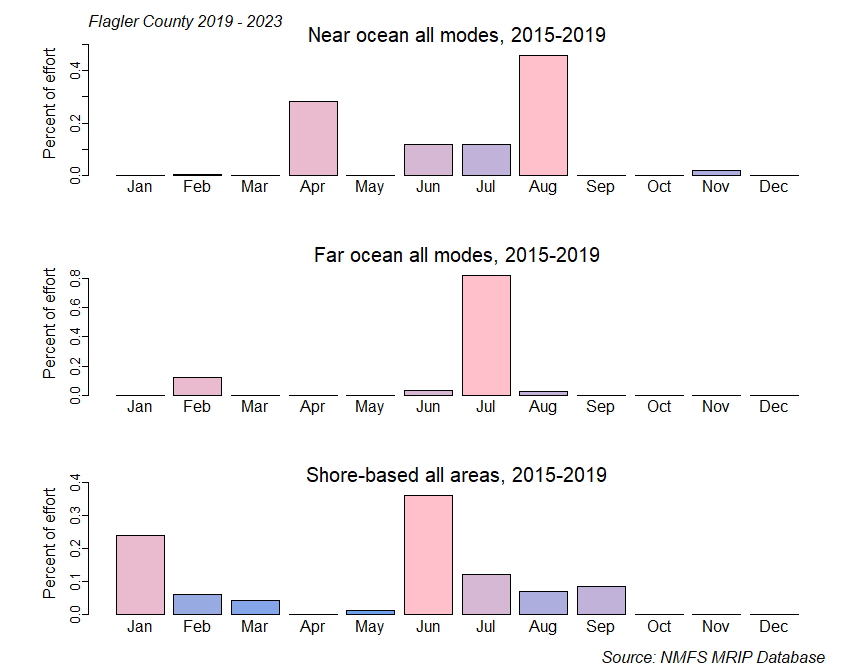 Flagler County 2019 - 2023
Near ocean all modes, 2015-2019
Percent of effort
0.0 0.2 0.4
Jan Feb Mar Apr May Jun Jul Aug Sep Oct Nov Dec
Far ocean all modes, 2015-2019
Percent of effort
0.0 0.2 0.4 0.6 0.8
Jan Feb Mar Apr May Jun Jul Aug Sep Oct Nov Dec
Shore-based all areas, 2015-2019
Percent of effort
0.0 0.1 0.2 0.3 0.4
Jan Feb Mar Apr May Jun Jul Aug Sep Oct Nov Dec
Source: NMFS MRIP Database